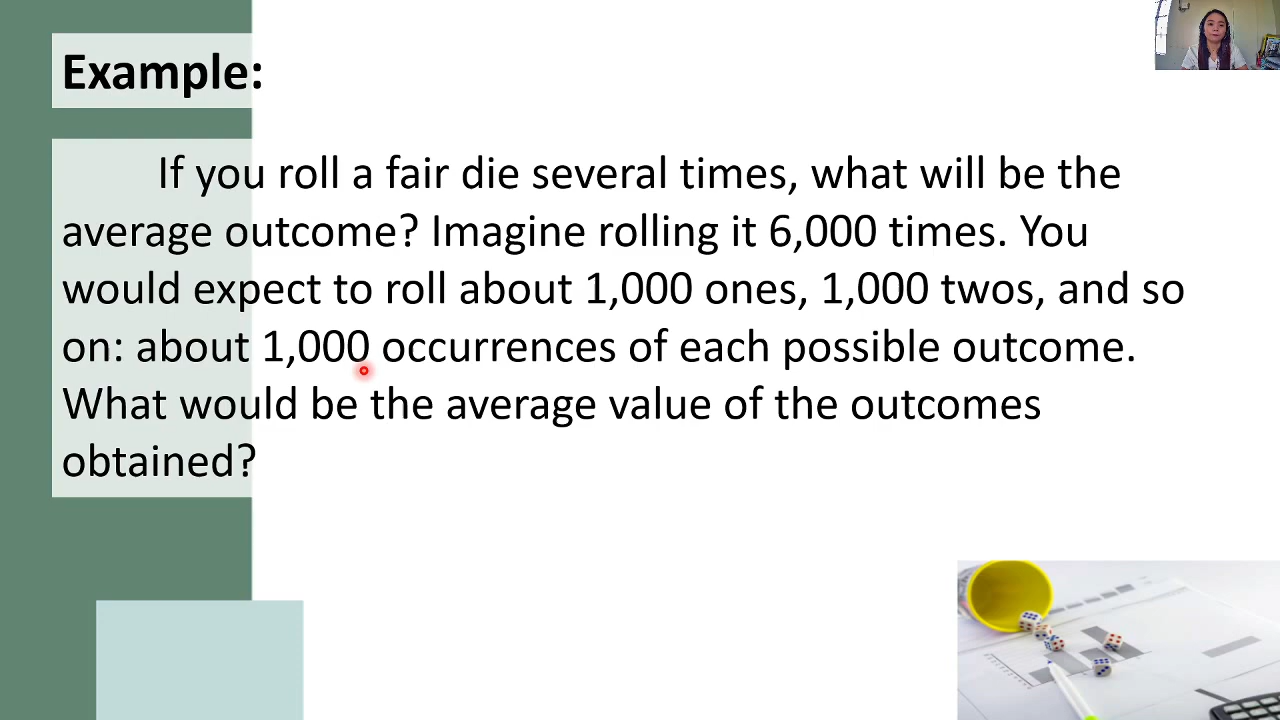 Example:
If you roll a fair die several times, what will be the
average outcome? Imagine rolling it 6,000 times. You
would expect to roll about 1,000 ones, 1,000 twos, and so
on: about 1,000 occurrences of each possible outcome.
What would be the average value of the outcomes
obtained?